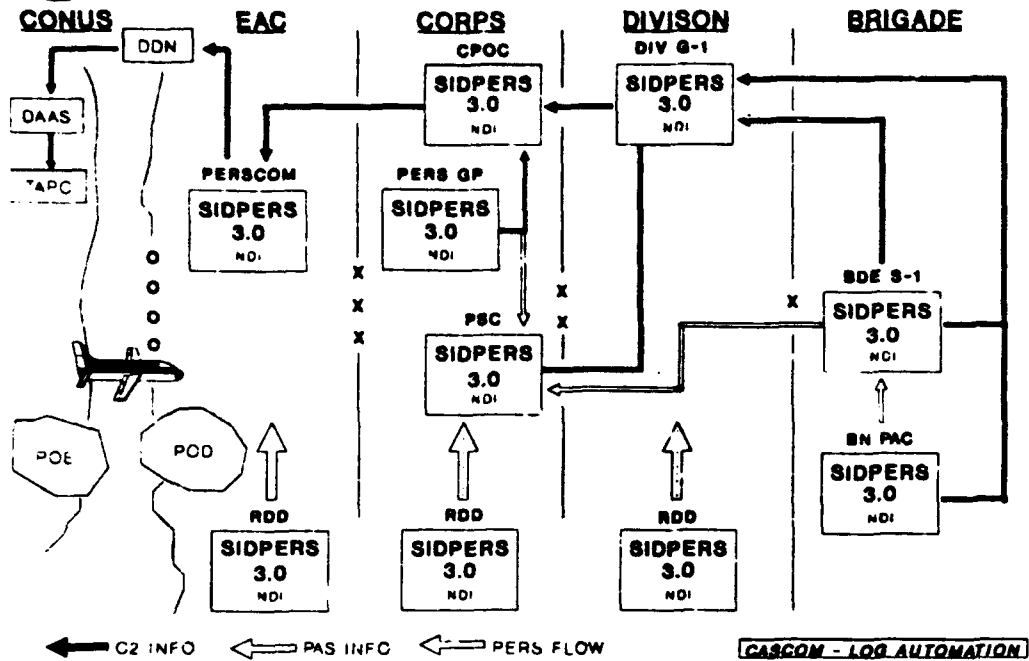 CONUS EAC CORPS DIVISON BRIGADE
DDN
DAAS
TAPC
PERSCOM
SIDPERS
3.0
NDI
CPOC
SIDPERS
3.0
NDI
PERS GP
SIDPERS
3.0
NDI
PSC
SIDPERS
3.0
NDI
DIV G-1
SIDPERS
3.0
NDI
BDE S-1
SIDPERS
3.0
NDI
BN PAC
SIDPERS
3.0
NDI
X
X
X
X
X
X
POE
POD
RDD
SIDPERS
3.0
NDI
RDD
SIDPERS
3.0
NDI
RDD
SIDPERS
3.0
NDI
C2 INFO PAS INFO PERS FLOW
CASCOM - LOG AUTOMATION